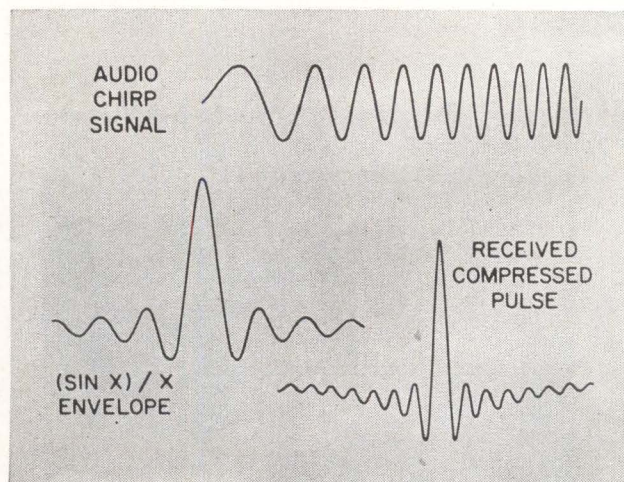 AUDIO
CHIRP
SIGNAL
RECEIVED
COMPRESSED
PULSE
(SIN X) / X
ENVELOPE